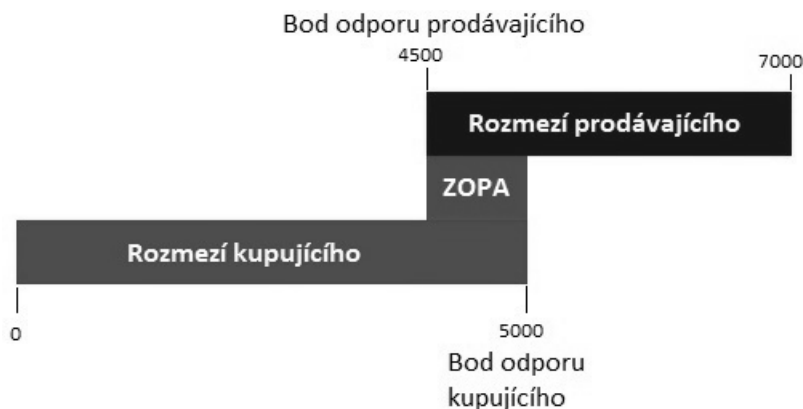 Bod odporu prodávajícího
4500
7000
Rozmezí prodávajícího
ZOPA
Rozmezí kupujícího
0
5000
Bod odporu
kupujícího